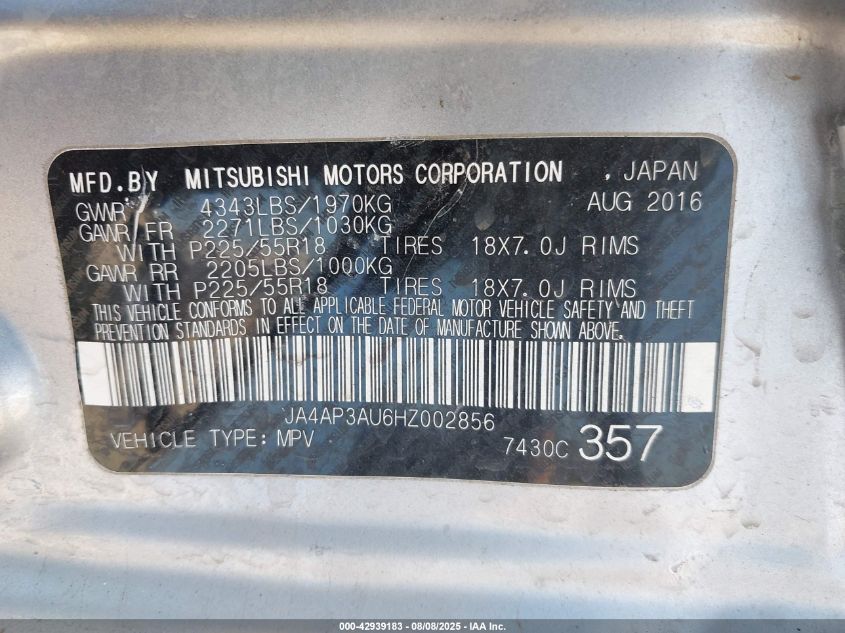 MFD.BY MITSUBISHI MOTORS CORPORATION , JAPAN
GVWR 4343LBS/1970KG AUG 2016
GAWR FR 2271LBS/1030KG
WITH P225/55R18 TIRES 18X7.0J RIMS
GAWR RR 2205LBS/1000KG
WITH P225/55R18 TIRES 18X7.0J RIMS
THIS VEHICLE CONFORMS TO ALL APPLICABLE FEDERAL MOTOR VEHICLE SAFETY AND THEFT
PREVENTION STANDARDS IN EFFECT ON THE DATE OF MANUFACTURE SHOWN ABOVE.
JA4AP3AU6HZ002856
VEHICLE TYPE: MPV 7430C 357
000-42939183 - 08/08/2025 - IAA Inc.